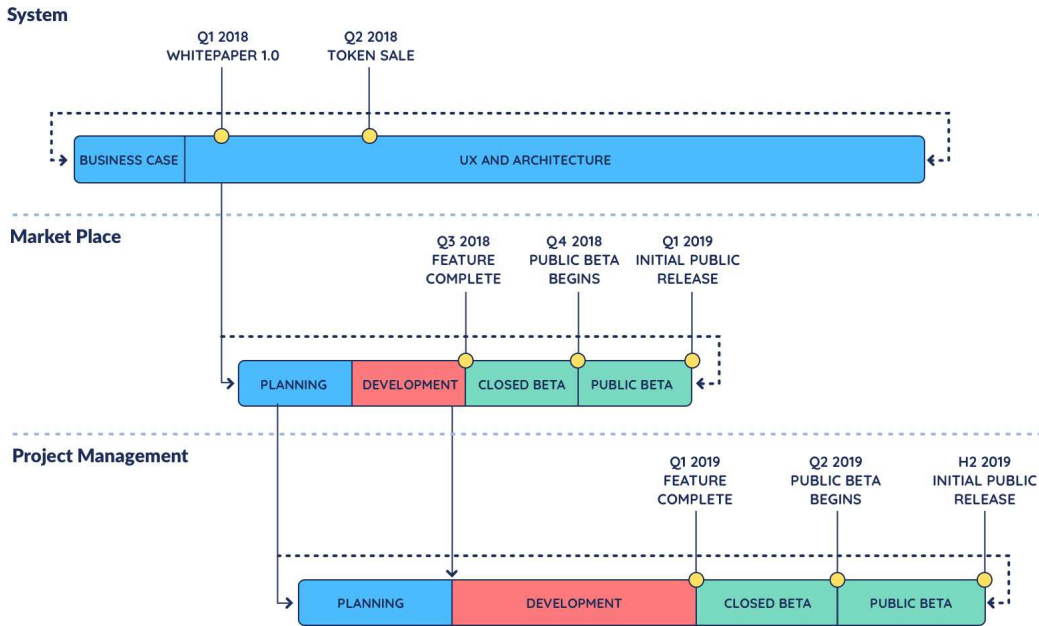 System
Q1 2018
WHITEPAPER 1.0
Q2 2018
TOKEN SALE
BUSINESS CASE
UX AND ARCHITECTURE
Market Place
Q3 2018
FEATURE
COMPLETE
Q4 2018
PUBLIC BETA
BEGINS
Q1 2019
INITIAL PUBLIC
RELEASE
PLANNING
DEVELOPMENT
CLOSED BETA
PUBLIC BETA
Project Management
Q1 2019
FEATURE
COMPLETE
Q2 2019
PUBLIC BETA
BEGINS
H2 2019
INITIAL PUBLIC
RELEASE
PLANNING
DEVELOPMENT
CLOSED BETA
PUBLIC BETA